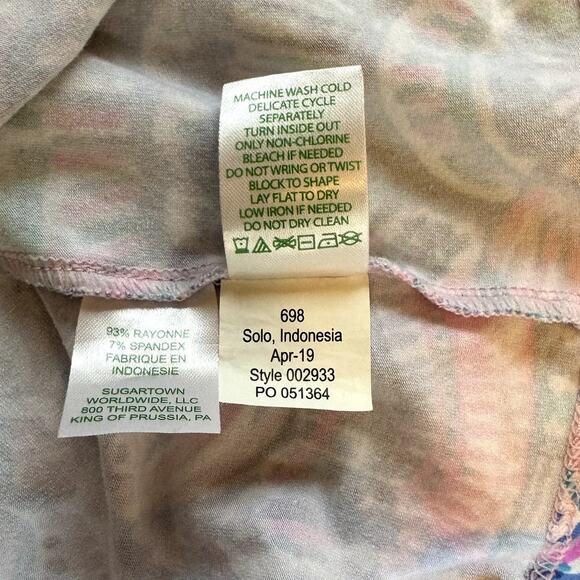 MACHINE WASH COLD
DELICATE CYCLE
SEPARATELY
TURN INSIDE OUT
ONLY NON-CHLORINE
BLEACH IF NEEDED
DO NOT WRING OR TWIST
BLOCK TO SHAPE
LAY FLAT TO DRY
LOW IRON IF NEEDED
DO NOT DRY CLEAN
93% RAYONNE
7% SPANDEX
FABRIQUE EN
INDONESIE
SUGARTOWN
WORLDWIDE, LLC
800 THIRD AVENUE
KING OF PRUSSIA, PA
698
Solo, Indonesia
Apr-19
Style 002933
PO 051364